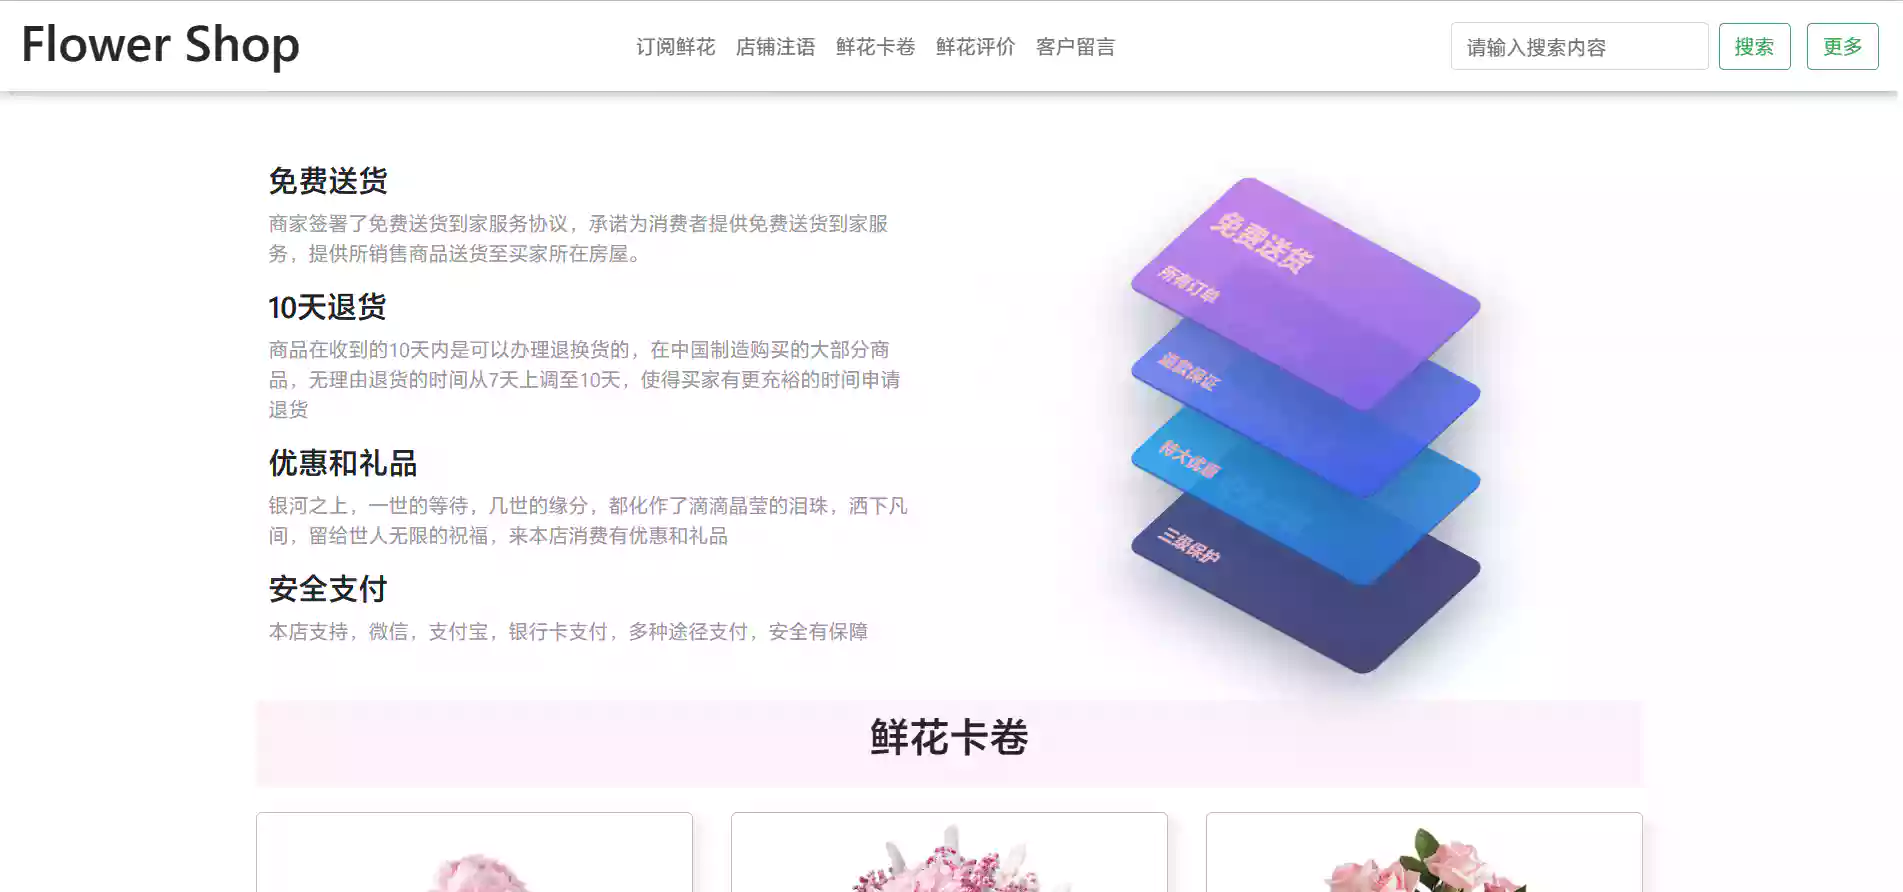 Flower Shop
订阅鲜花 店铺注语 鲜花卡卷 鲜花评价 客户留言
请输入搜索内容 搜索 更多
免费送货
商家签署了免费送货到家服务协议，承诺为消费者提供免费送货到家服
务，提供所销售商品送货至买家所在房屋。
10天退货
商品在收到的10天内是可以办理退换货的，在中国制造购买的大部分商
品，无理由退货的时间从7天上调至10天，使得买家有更充裕的时间申请
退货
优惠和礼品
银河之上，一世的等待，几世的缘分，都化作了滴滴晶莹的泪珠，洒下凡
间，留给世人无限的祝福，来本店消费有优惠和礼品
安全支付
本店支持，微信，支付宝，银行卡支付，多种途径支付，安全有保障
免费送货
所有订单
退款保证
特大优惠
三级保护
鲜花卡卷